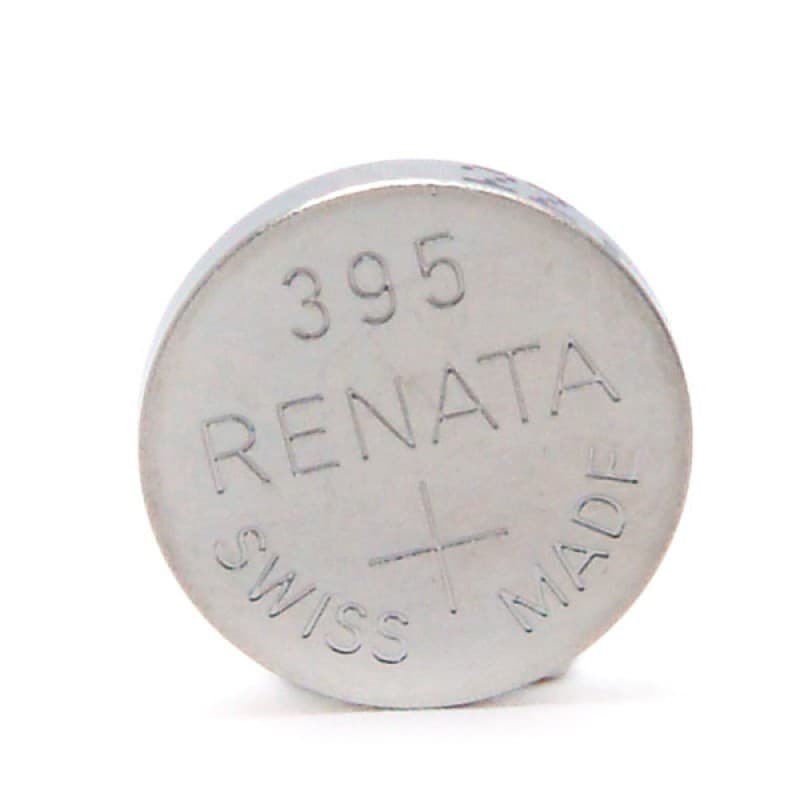 395
RENATA
+
SWISS MADE